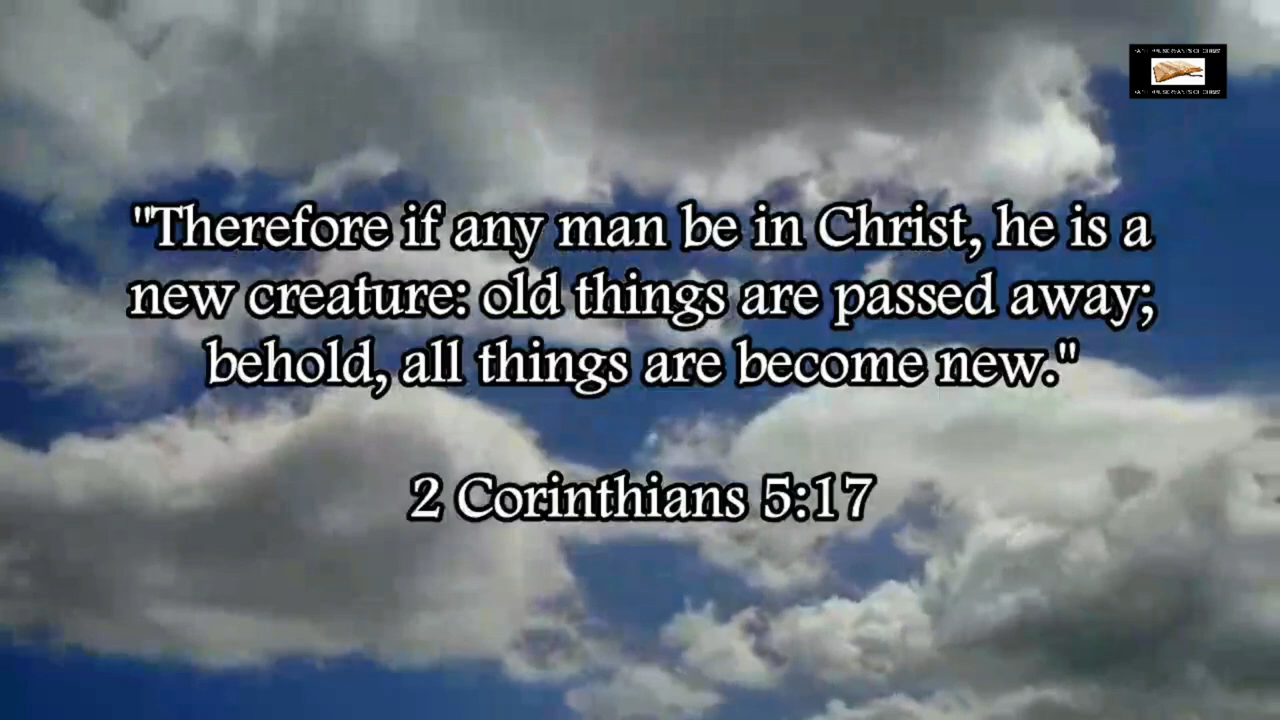 "Therefore if any man be in Christ, he is a
new creature: old things are passed away;
behold, all things are become new."
2 Corinthians 5:17